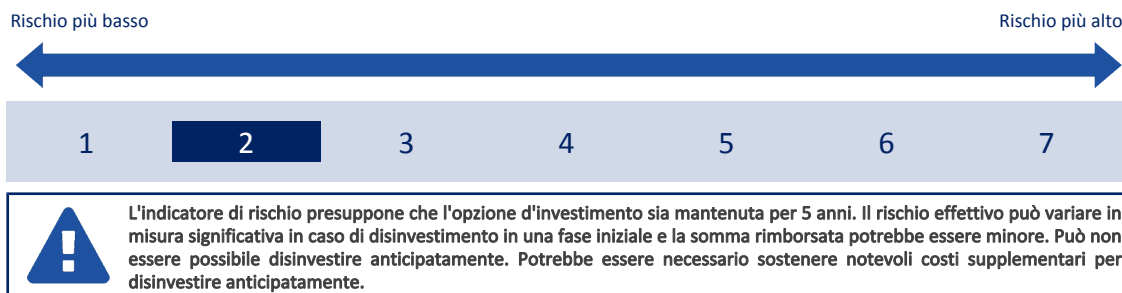 Rischio più basso Rischio più alto
1 2 3 4 5 6 7
L'indicatore di rischio presuppone che l'opzione d'investimento sia mantenuta per 5 anni. Il rischio effettivo può variare in
misura significativa in caso di disinvestimento in una fase iniziale e la somma rimborsata potrebbe essere minore. Può non
essere possibile disinvestire anticipatamente. Potrebbe essere necessario sostenere notevoli costi supplementari per
disinvestire anticipatamente.